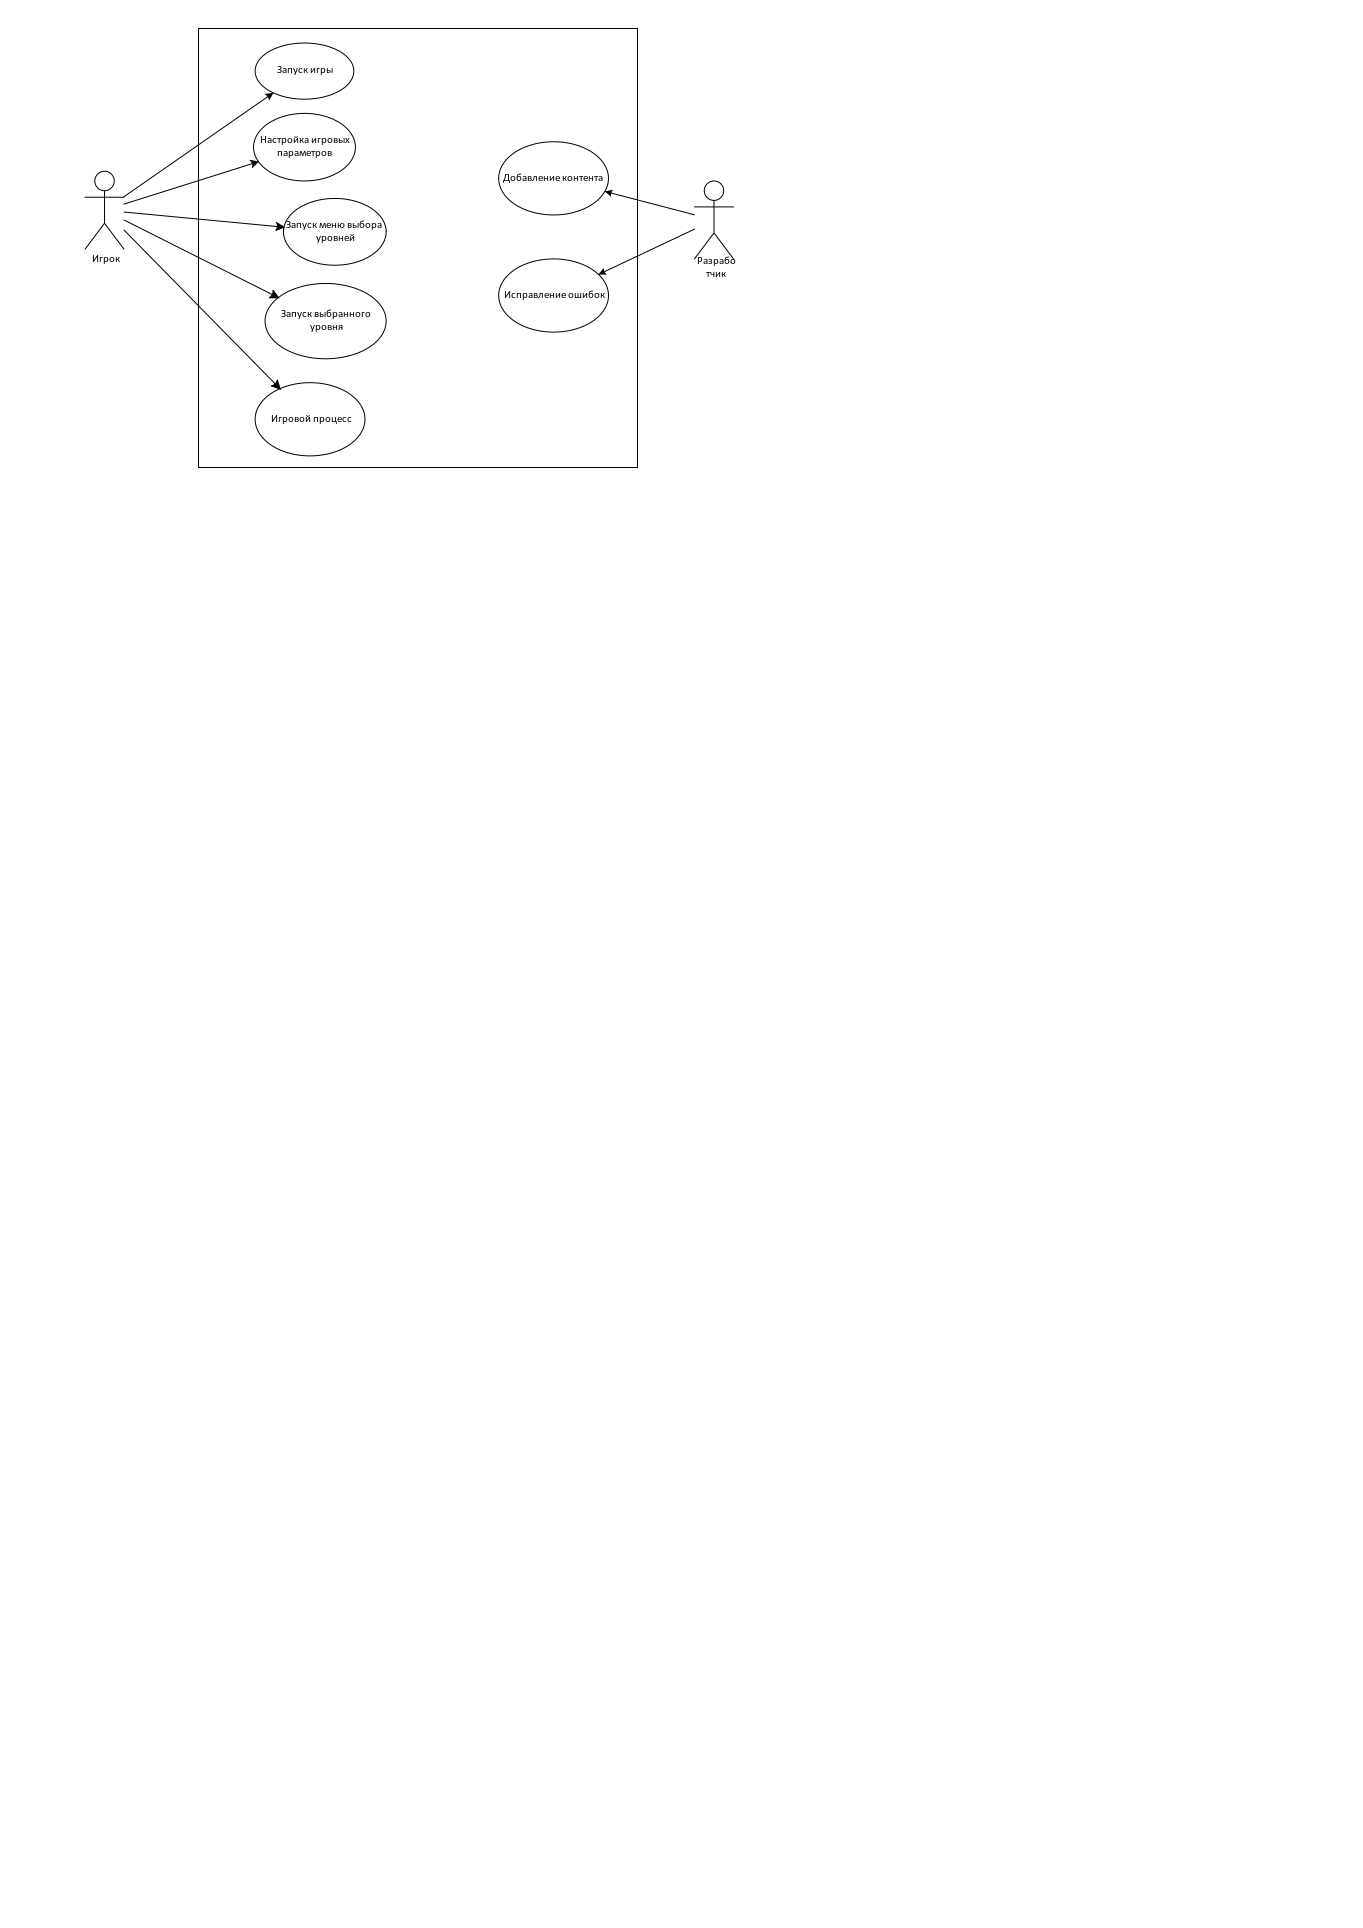 Запуск игры
Настройка игровых
параметров
Запуск меню выбора
уровней
Запуск выбранного
уровня
Игровой процесс
Игрок
Добавление контента
Исправление ошибок
Разрабо
тчик